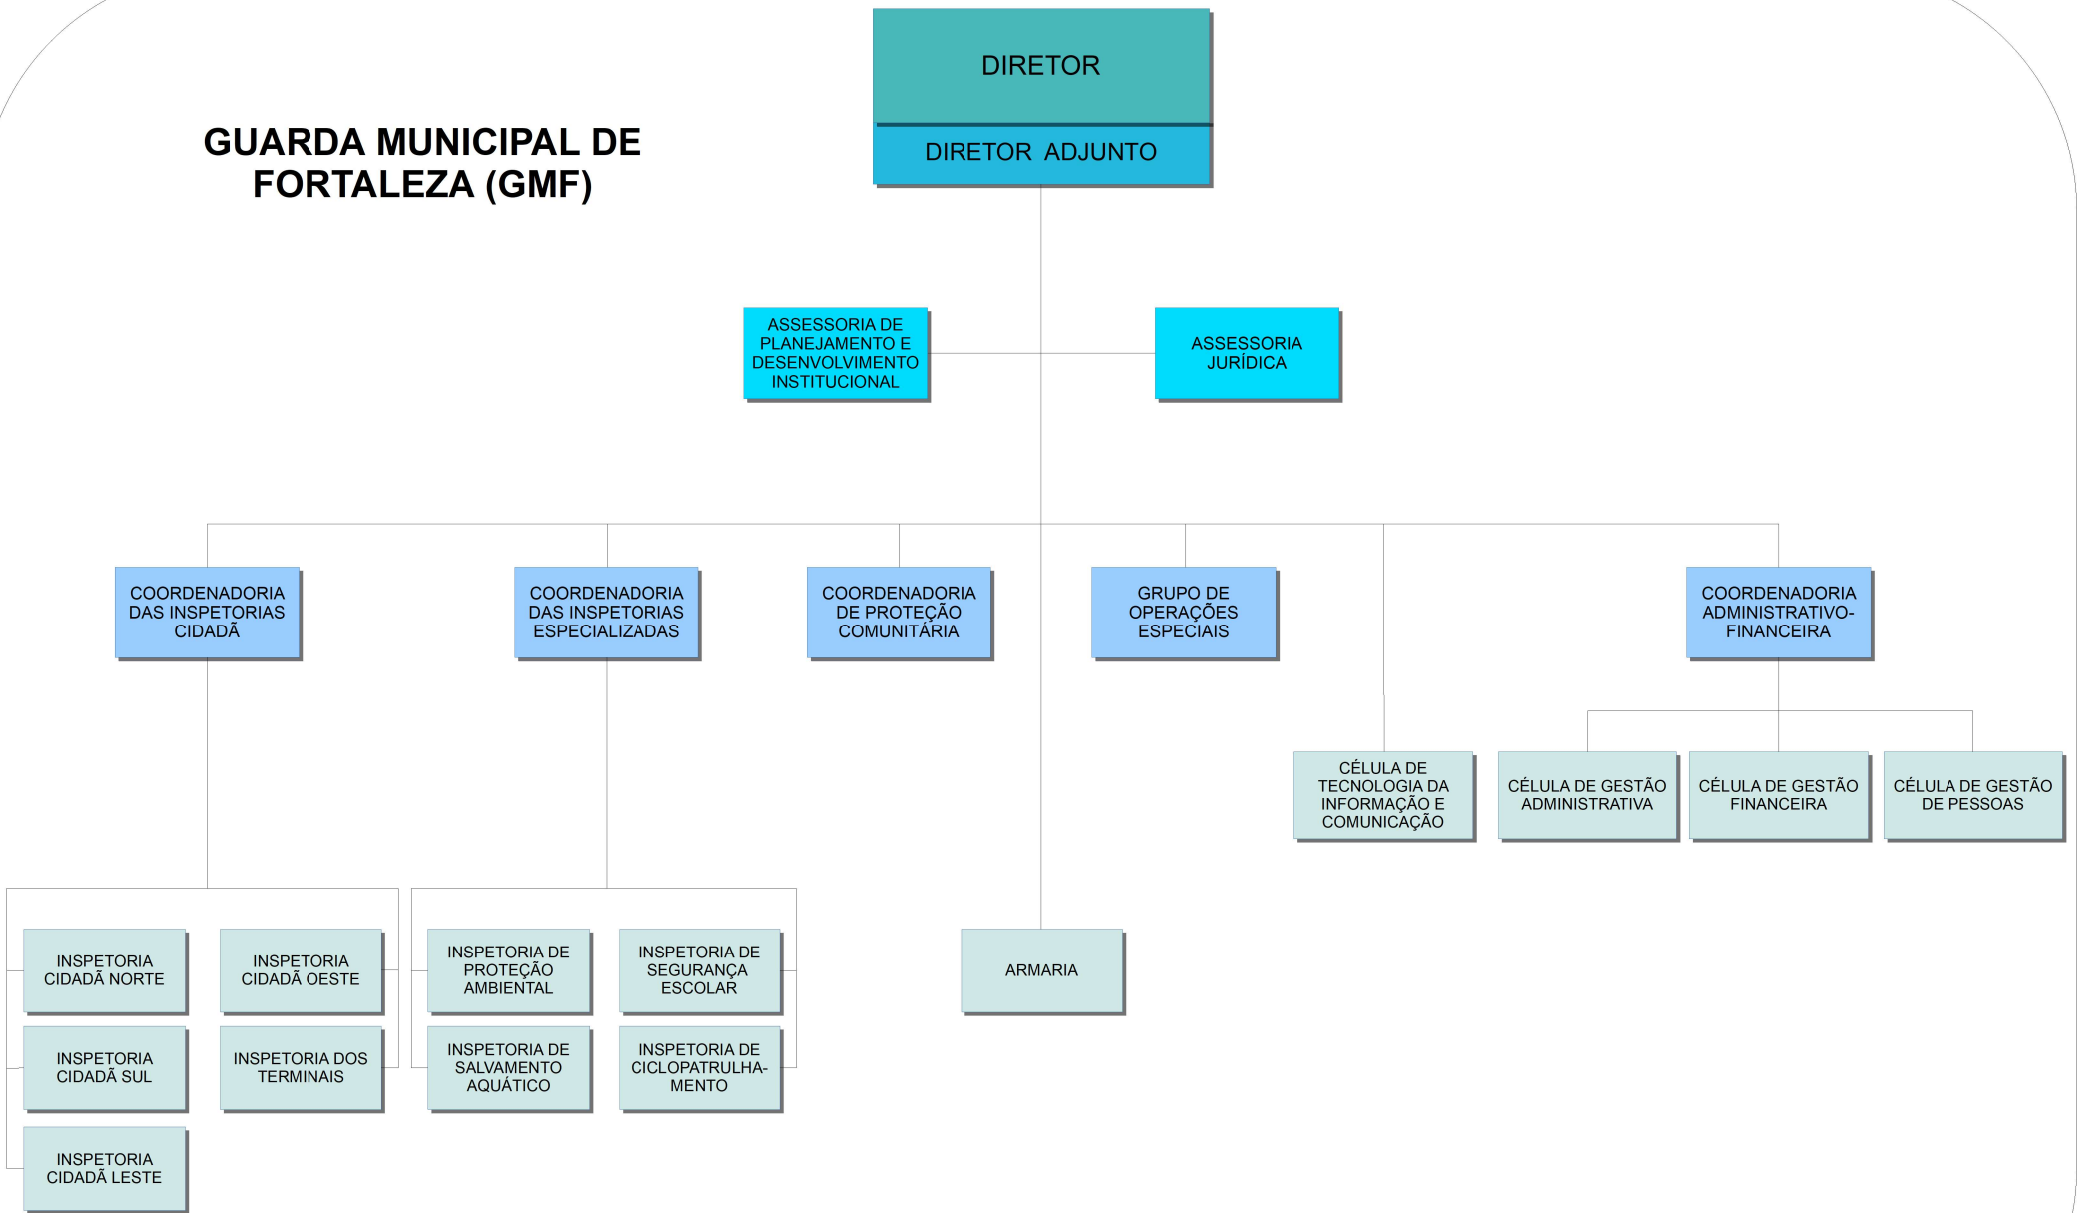 DIRETOR
DIRETOR ADJUNTO
GUARDA MUNICIPAL DE
FORTALEZA (GMF)
ASSESSORIA DE
PLANEJAMENTO E
DESENVOLVIMENTO
INSTITUCIONAL
ASSESSORIA
JURÍDICA
COORDENADORIA
DAS INSPETORIAS
CIDADÃ
COORDENADORIA
DAS INSPETORIAS
ESPECIALIZADAS
COORDENADORIA
DE PROTEÇÃO
COMUNITÁRIA
GRUPO DE
OPERAÇÕES
ESPECIAIS
COORDENADORIA
ADMINISTRATIVO-
FINANCEIRA
CÉLULA DE
TECNOLOGIA DA
INFORMAÇÃO E
COMUNICAÇÃO
CÉLULA DE GESTÃO
ADMINISTRATIVA
CÉLULA DE GESTÃO
FINANCEIRA
CÉLULA DE GESTÃO
DE PESSOAS
INSPETORIA
CIDADÃ NORTE
INSPETORIA
CIDADÃ OESTE
INSPETORIA DE
PROTEÇÃO
AMBIENTAL
INSPETORIA DE
SEGURANÇA
ESCOLAR
ARMARIA
INSPETORIA
CIDADÃ SUL
INSPETORIA DOS
TERMINAIS
INSPETORIA DE
SALVAMENTO
AQUÁTICO
INSPETORIA DE
CICLOPATRULHA-
MENTO
INSPETORIA
CIDADÃ LESTE